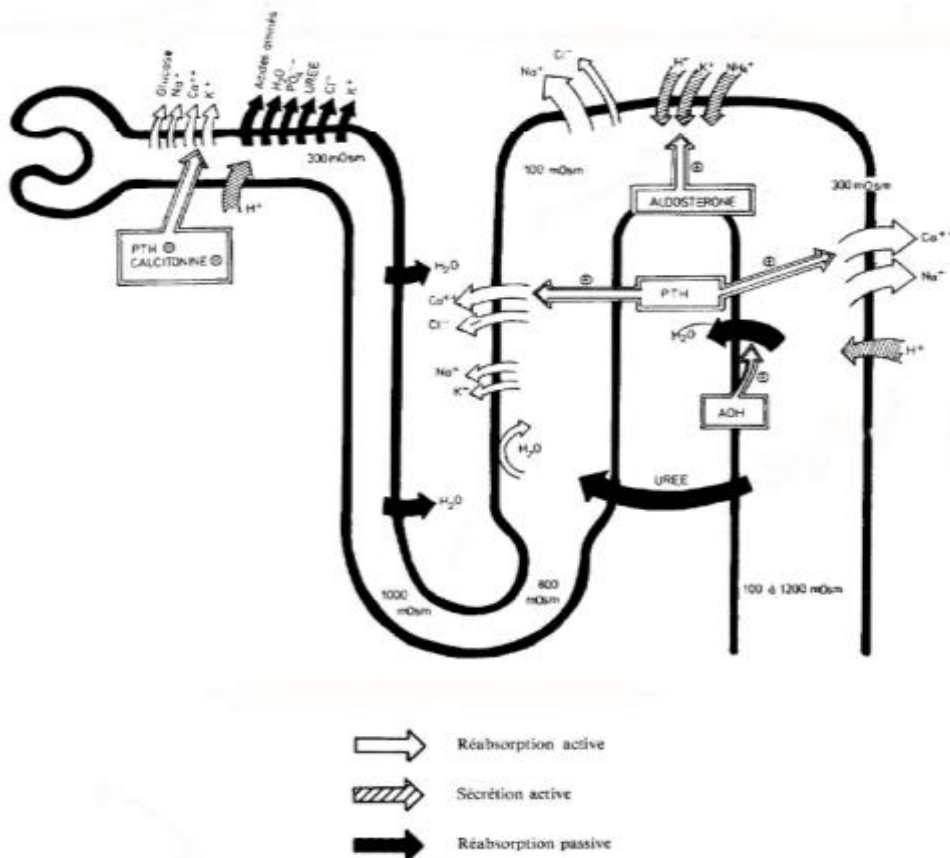 Glucose
Na⁺
Ca⁺⁺
K⁺
Acides aminés
H₂O
PO₄⁻⁻
UREE
Cl⁻
K⁺
300 mOsm
H⁺
PTH ⊕
CALCITONINE
H₂O
H₂O
1000
mOsm
Na⁺
Cl⁻
H⁺
K⁺
NH₄⁺
100 mOsm
⊕
ALDOSTERONE
300 mOsm
Ca⁺⁺
Cl⁻
⊕
PTH
⊕
Ca⁺⁺
Na⁺
H⁺
Na⁺
K⁺
H₂O
H₂O
⊕
ADH
UREE
600
mOsm
100 à 1200 mOsm
Réabsorption active
Sécrétion active
Réabsorption passive